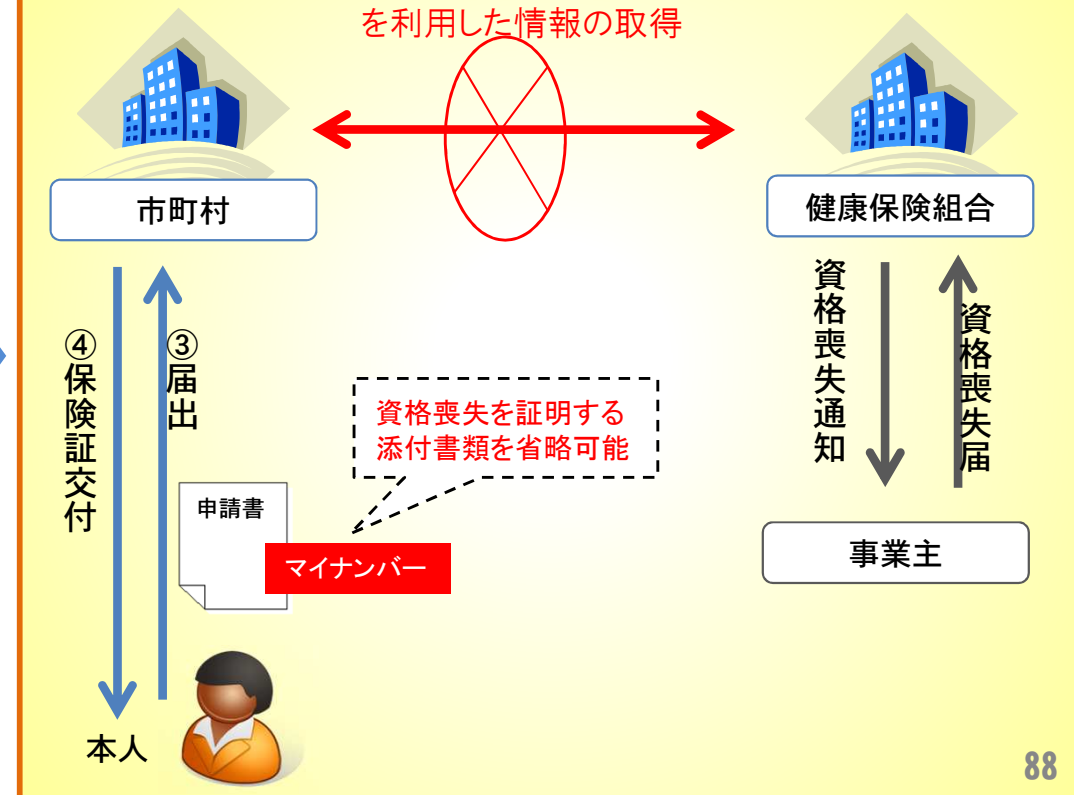 を利用した情報の取得
市町村
健康保険組合
④保険証交付
③届出
資格喪失通知
資格喪失届
資格喪失を証明する
添付書類を省略可能
申請書
マイナンバー
事業主
本人
88